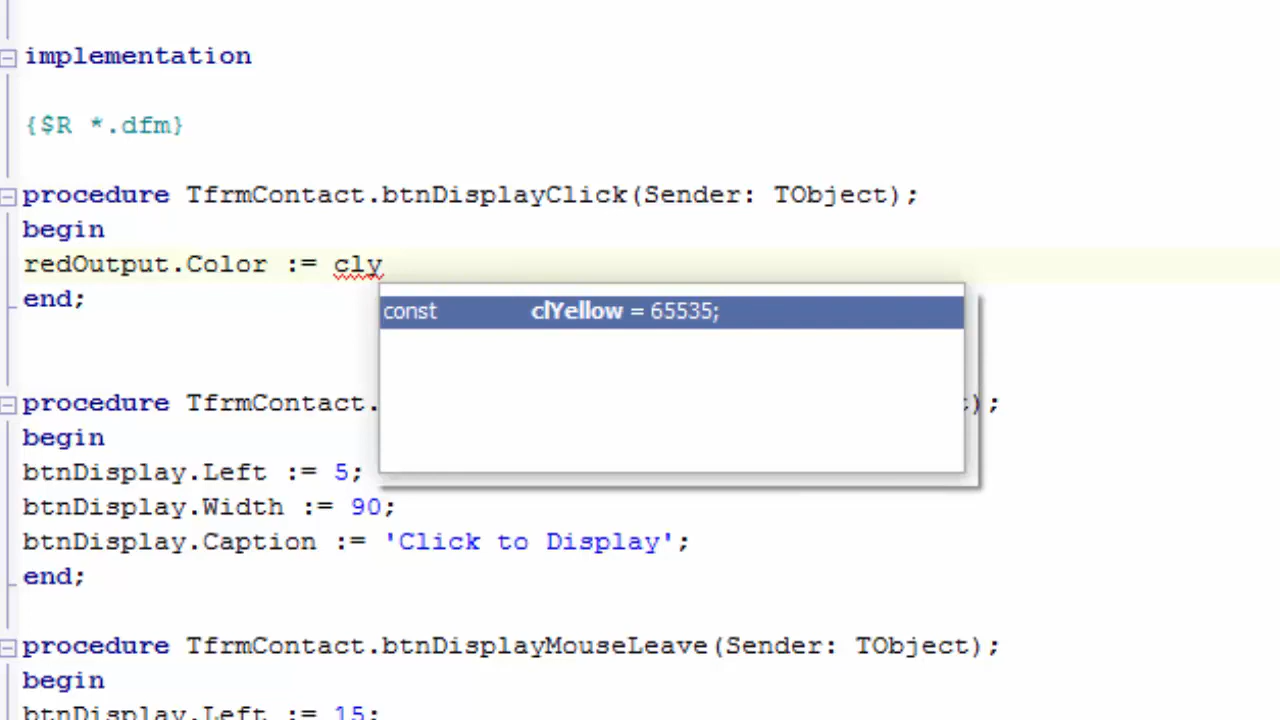 implementation
{$R *.dfm}
procedure TfrmContact.btnDisplayClick(Sender: TObject);
begin
redOutput.Color := cly
const clYellow = 65535;
end;
procedure TfrmContact. );
begin
btnDisplay.Left := 5;
btnDisplay.Width := 90;
btnDisplay.Caption := 'Click to Display';
end;
procedure TfrmContact.btnDisplayMouseLeave(Sender: TObject);
begin
btnDisplay.Left := 15;